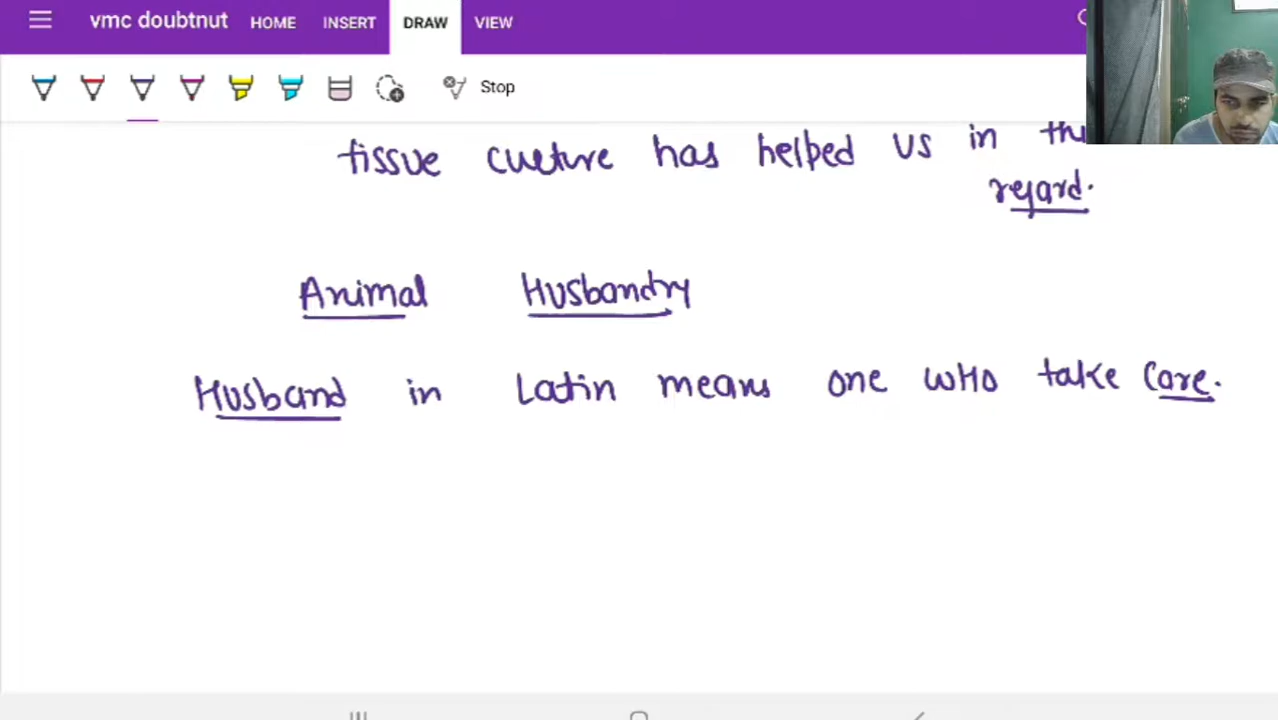 vmc doubtnut HOME INSERT DRAW VIEW
Stop
tissue culture has helped us in
regard.
Animal Husbandry
Husband in Latin means one who take care.